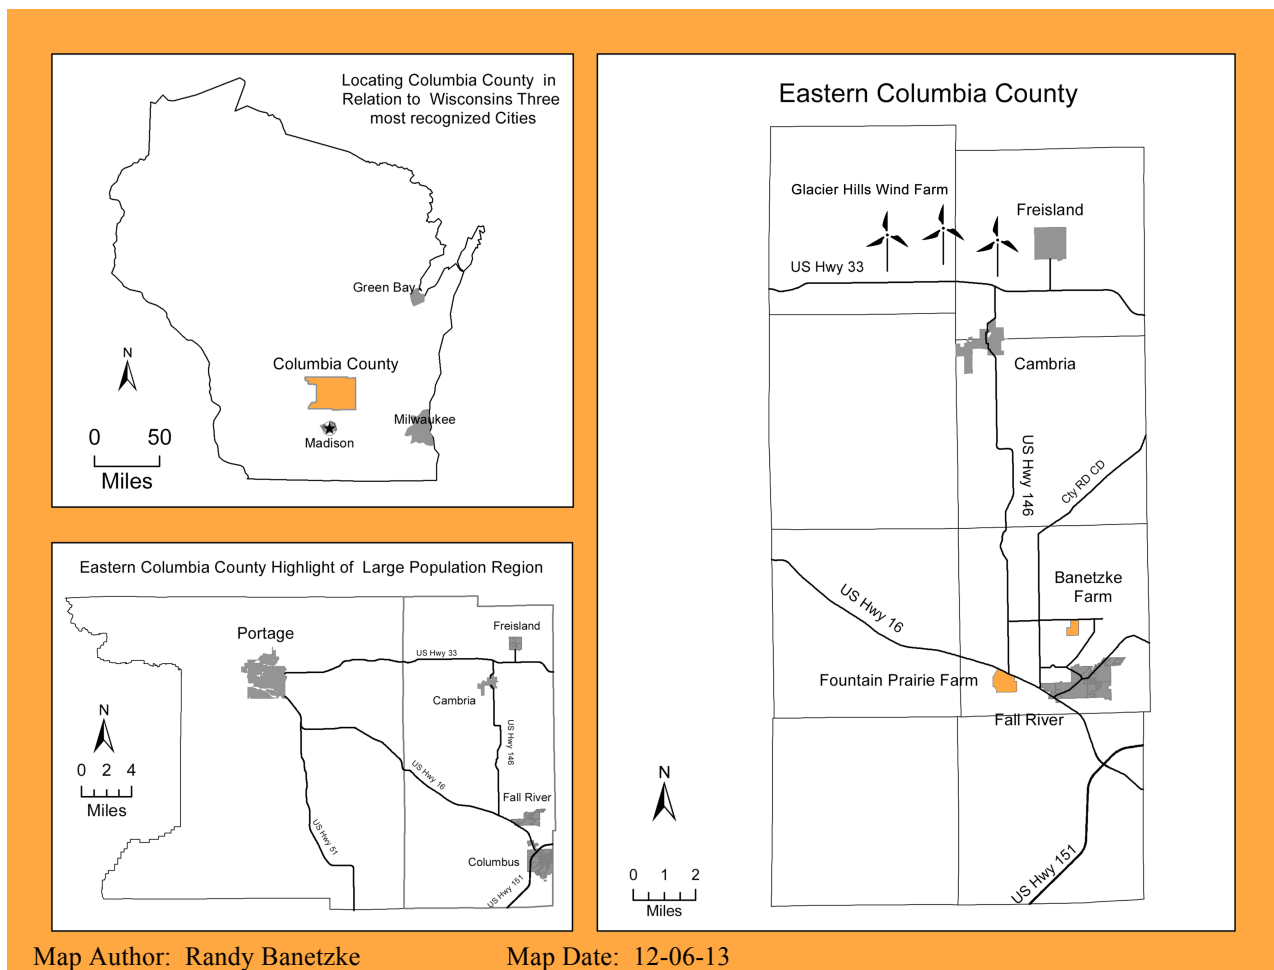 Locating Columbia County in
Relation to Wisconsins Three
most recognized Cities
Green Bay
N
Columbia County
Milwaukee
Madison
0 50
Miles
Eastern Columbia County Highlight of Large Population Region
Portage
Freisland
US Hwy 33
Cambria
N
US Hwy 146
0 2 4
Miles
US Hwy 16
Fall River
US Hwy 51
Columbus
US Hwy 151
Eastern Columbia County
Glacier Hills Wind Farm
Freisland
US Hwy 33
Cambria
US Hwy 146
Cty RD CD
Banetzke
Farm
US Hwy 16
Fountain Prairie Farm
Fall River
N
US Hwy 151
0 1 2
Miles
Map Author: Randy Banetzke
Map Date: 12-06-13